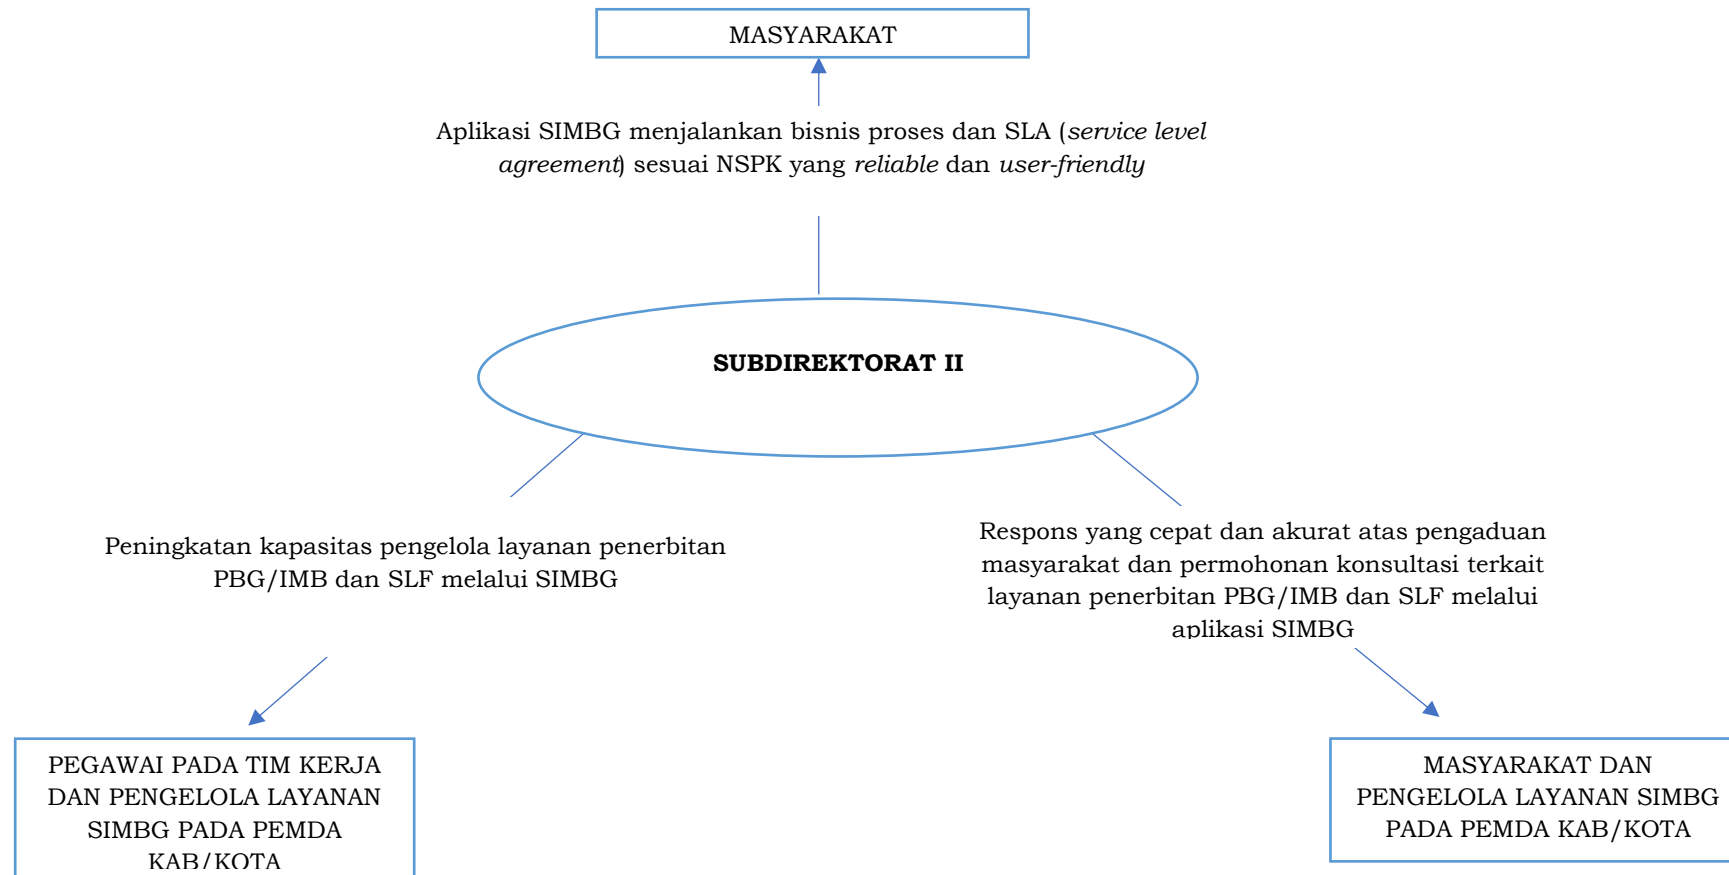 MASYARAKAT
Aplikasi SIMBG menjalankan bisnis proses dan SLA (service level
agreement) sesuai NSPK yang reliable dan user-friendly
SUBDIREKTORAT II
Peningkatan kapasitas pengelola layanan penerbitan
PBG/IMB dan SLF melalui SIMBG
Respons yang cepat dan akurat atas pengaduan
masyarakat dan permohonan konsultasi terkait
layanan penerbitan PBG/IMB dan SLF melalui
aplikasi SIMBG
PEGAWAI PADA TIM KERJA
DAN PENGELOLA LAYANAN
SIMBG PADA PEMDA
KAB/KOTA
MASYARAKAT DAN
PENGELOLA LAYANAN SIMBG
PADA PEMDA KAB/KOTA